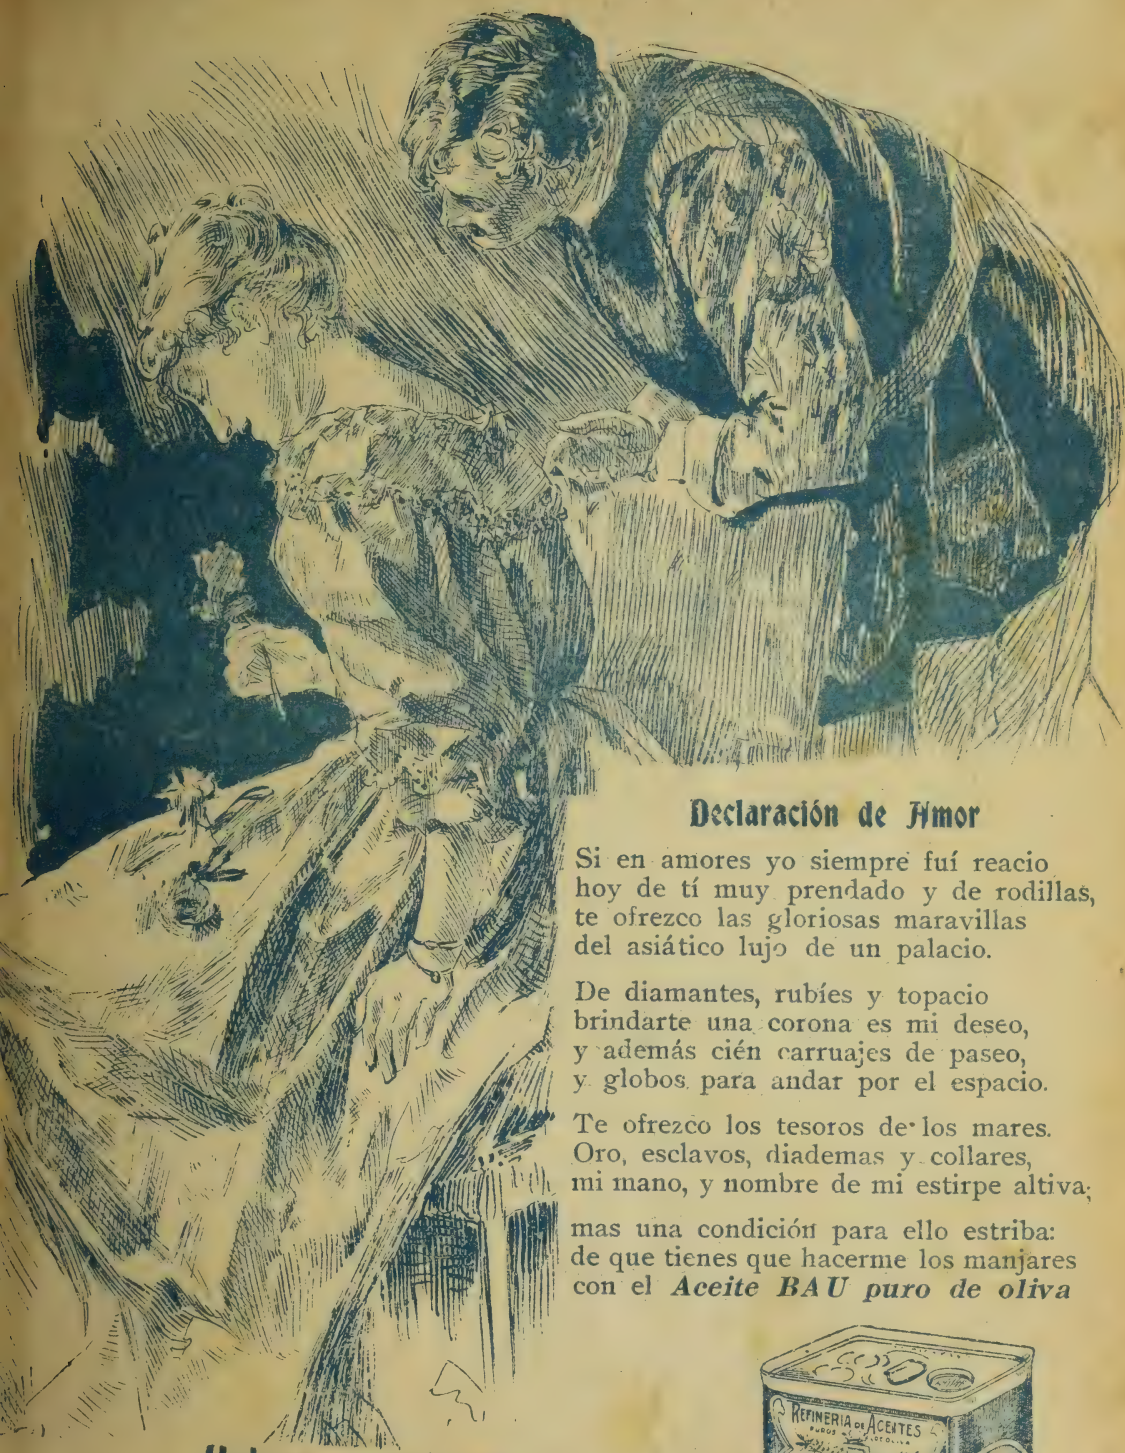 Declaración de Amor
Si en amores yo siempre fuí reacio
hoy de tí muy prendado y de rodillas,
te ofrezco las gloriosas maravillas
del asiático lujo de un palacio.
De diamantes, rubíes y topacio
brindarte una corona es mi deseo,
y además cién carruajes de paseo,
y globos para andar por el espacio.
Te ofrezco los tesoros de los mares.
Oro, esclavos, diademas y collares,
mi mano, y nombre de mi estirpe altiva;
mas una condición para ello estriba:
de que tienes que hacerme los manjares
con el Aceite BAU puro de oliva
REFINERIA DE ACEITES
PUROS DE OLIVA